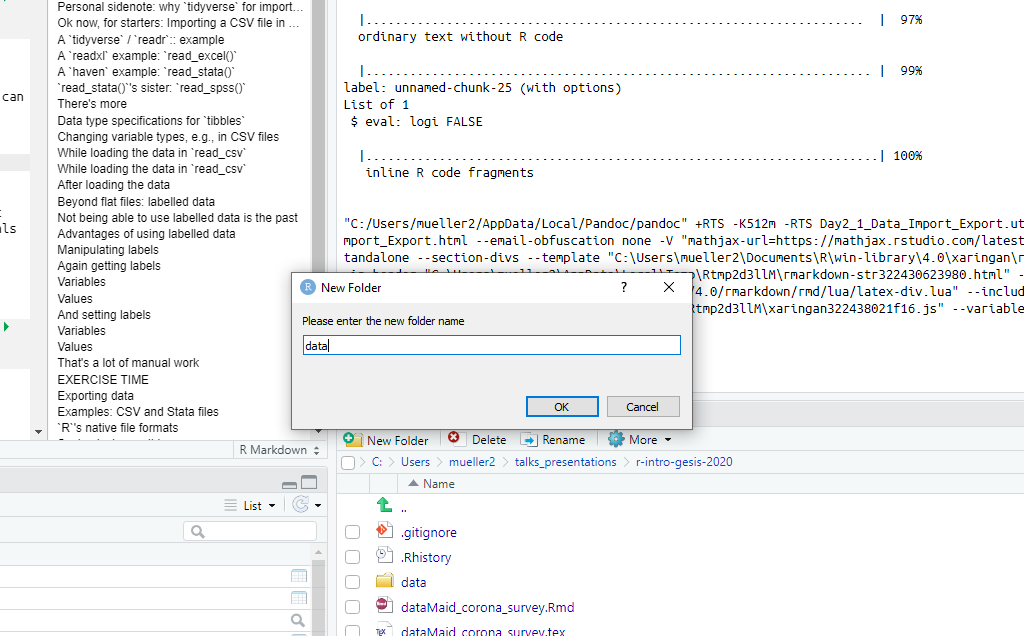 can
als
Personal sidenote: why `tidyverse` for import...
Ok now, for starters: Importing a CSV file in ...
A `tidyverse` / `readr`:: example
A `readxl` example: `read_excel()`
A `haven` example: `read_stata()`
`read_stata()`'s sister: `read_spss()`
There's more
Data type specifications for `tibbles`
Changing variable types, e.g., in CSV files
While loading the data in `read_csv`
While loading the data in `read_csv`
After loading the data
Beyond flat files: labelled data
Not being able to use labelled data is the past
Advantages of using labelled data
Manipulating labels
Again getting labels
Variables
Values
And setting labels
Variables
Values
That's a lot of manual work
EXERCISE TIME
Exporting data
Examples: CSV and Stata files
`R`'s native file formats
R Markdown
List
|.................................................................. | 97%
ordinary text without R code
|................................................................... | 99%
label: unnamed-chunk-25 (with options)
List of 1
$ eval: logi FALSE
|....................................................................| 100%
inline R code fragments
"C:/Users/mueller2/AppData/Local/Pandoc/pandoc" +RTS -K512m -RTS Day2_1_Data_Import_Export.ut
mport_Export.html --email-obfuscation none -V "mathjax-url=https://mathjax.rstudio.com/latest
tandalone --section-divs --template "C:\Users\mueller2\Documents\R\win-library\4.0\xaringan\r
Rtmp2d3llM\rmarkdown-str322430623980.html" -
/4.0/rmarkdown/rmd/lua/latex-div.lua" --includ
Rtmp2d3llM\xaringan322438021f16.js" --variable
R New Folder ?
Please enter the new folder name
data
OK Cancel
New Folder Delete Rename More
C: Users mueller2 talks_presentations r-intro-gesis-2020
Name
..
.gitignore
.Rhistory
data
dataMaid_corona_survey.Rmd
dataMaid_corona_survey.tex